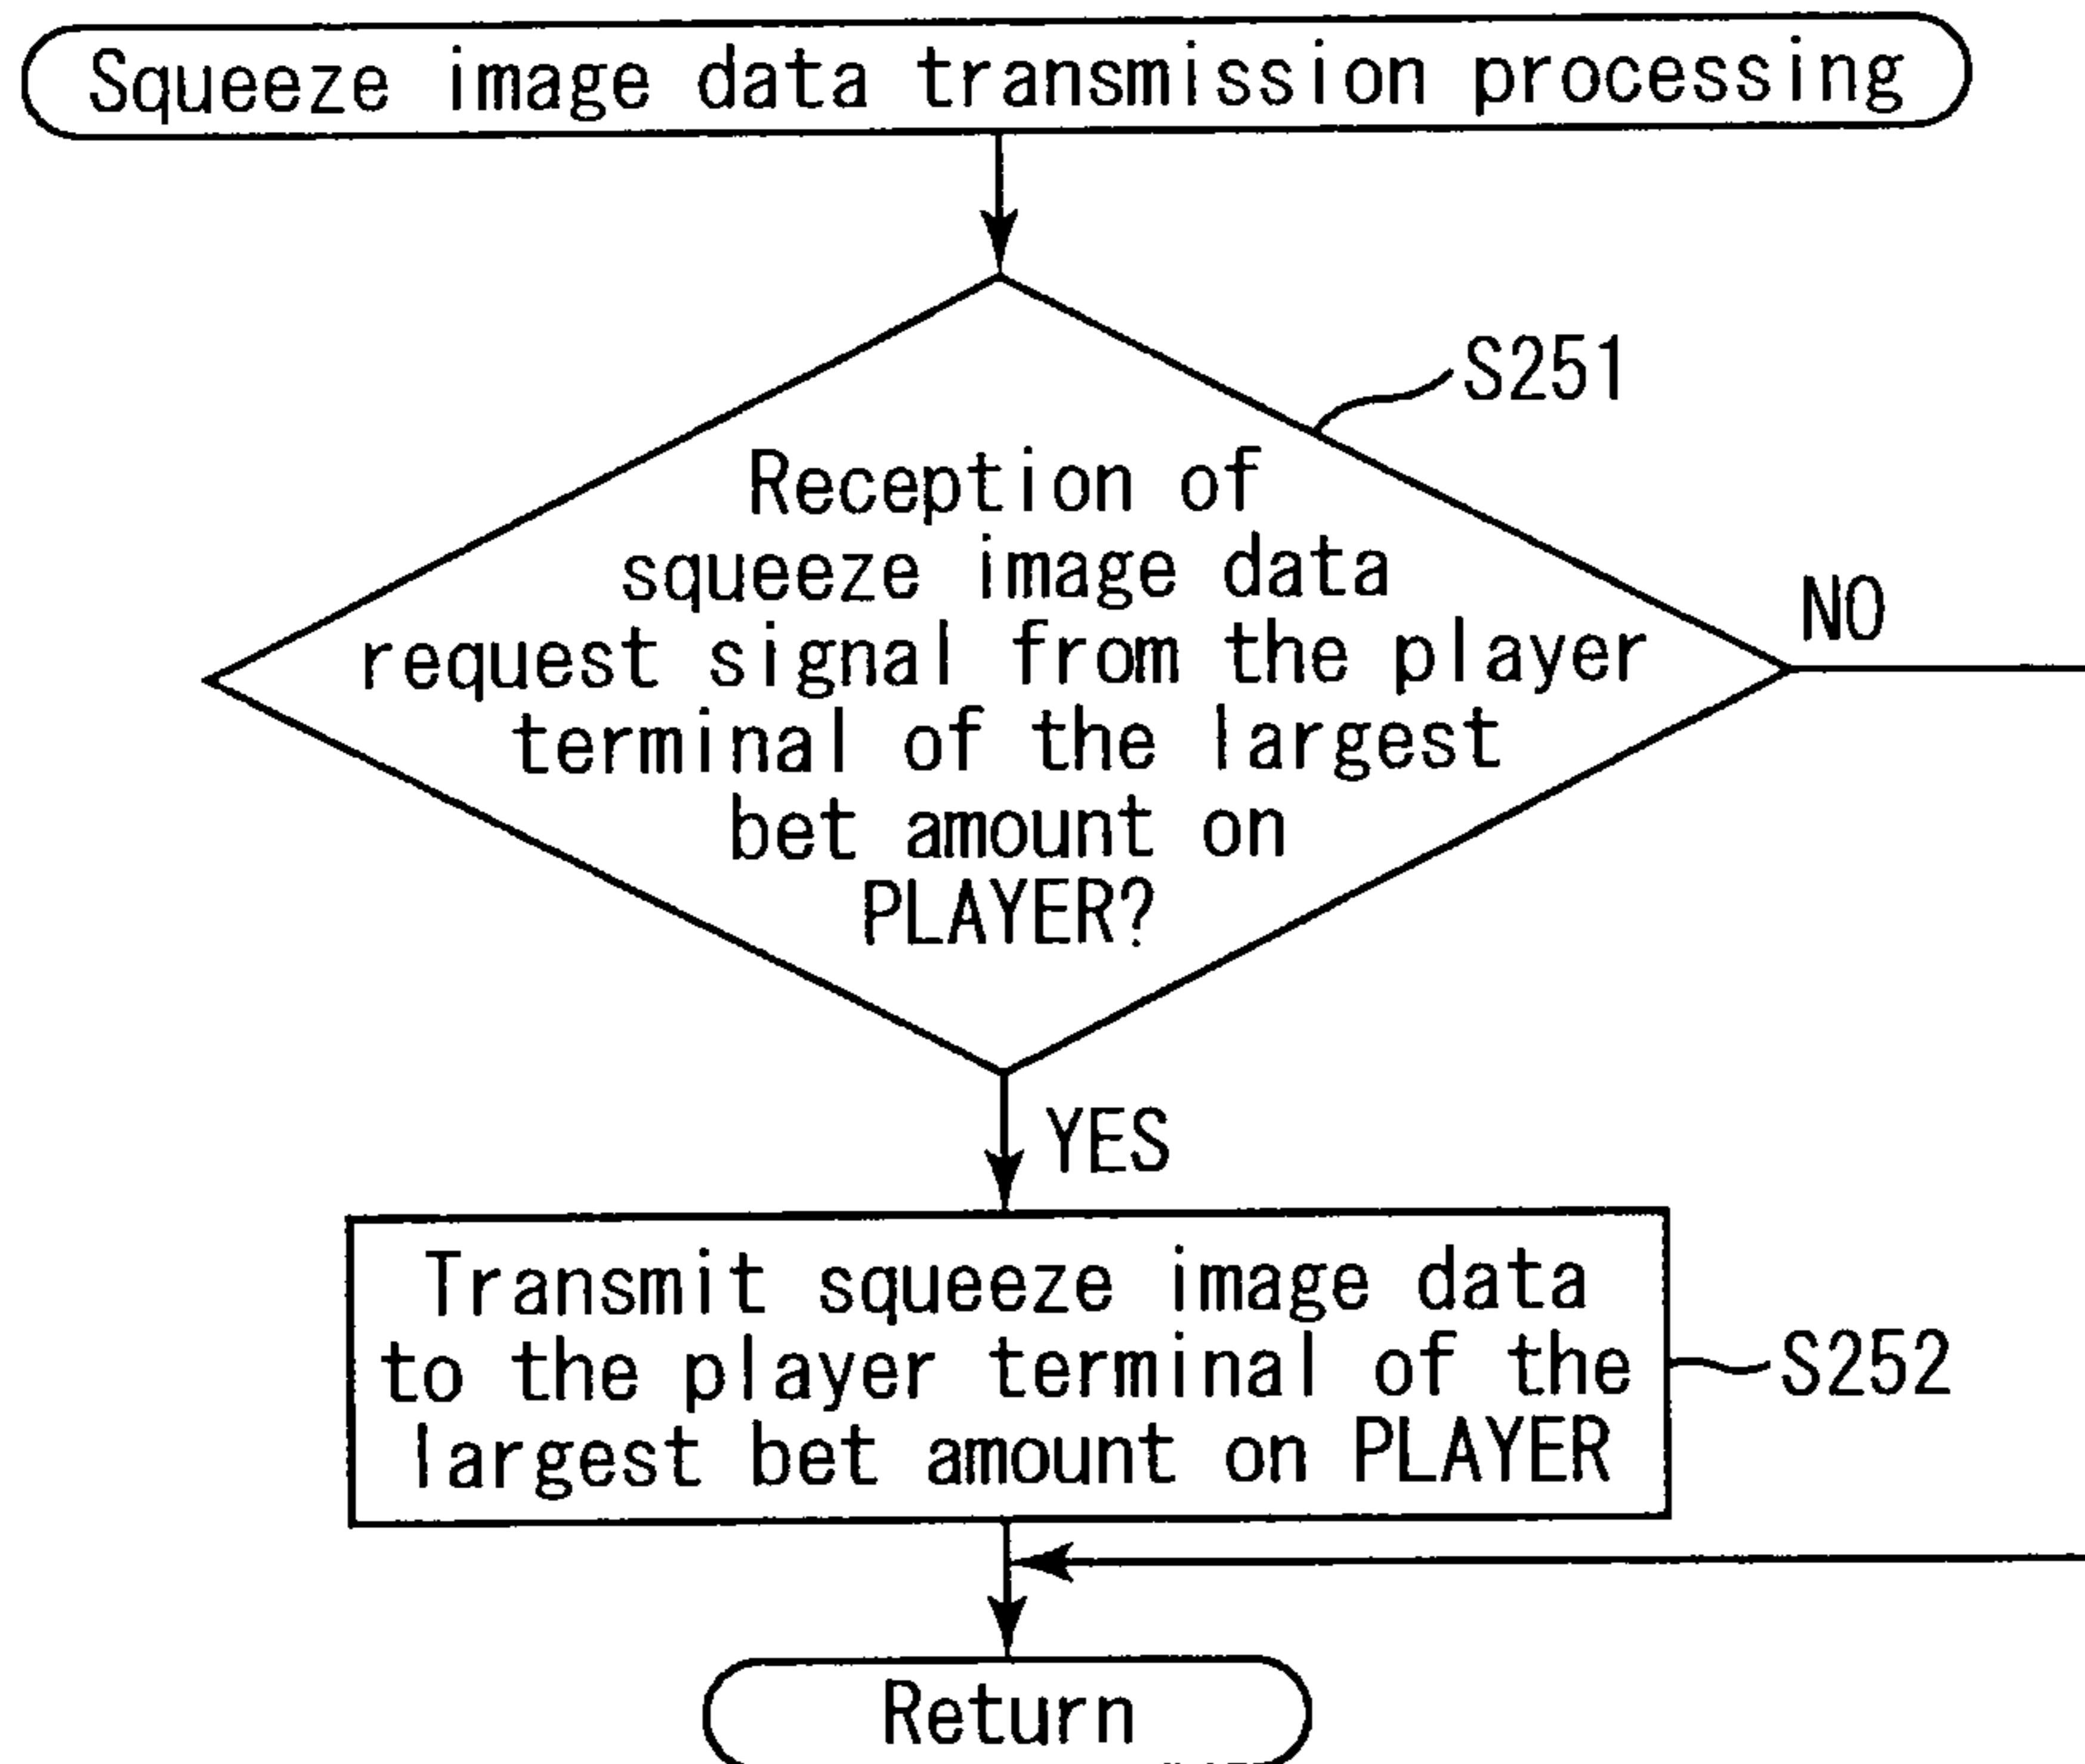 Squeeze image data transmission processing
S251
Reception of
squeeze image data
request signal from the player
terminal of the largest
bet amount on
PLAYER?
NO
YES
Transmit squeeze image data
to the player terminal of the
largest bet amount on PLAYER
S252
Return